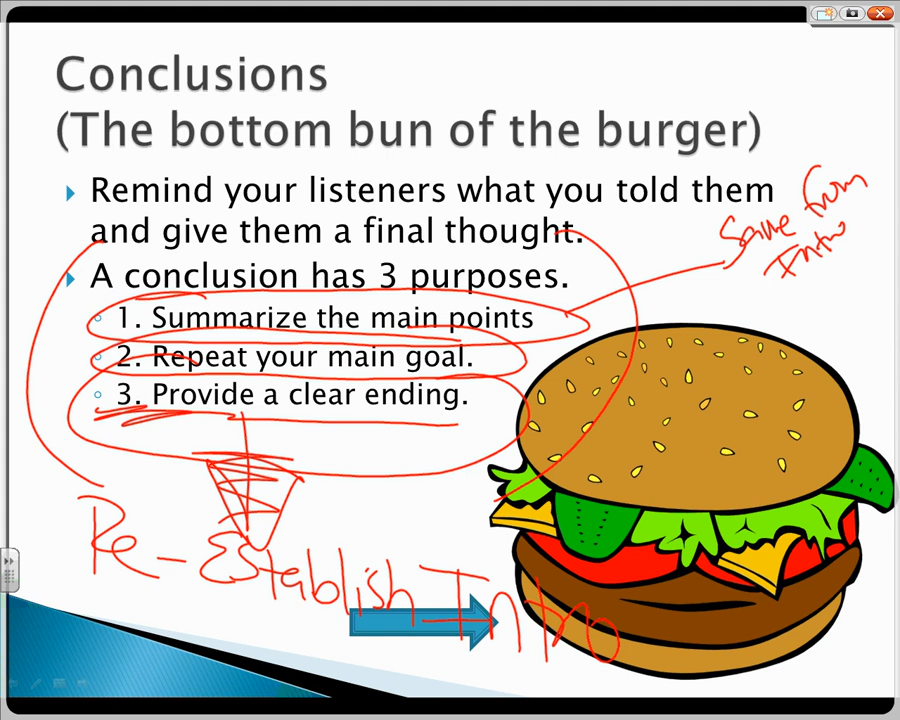 Conclusions
(The bottom bun of the burger)
Remind your listeners what you told them
and give them a final thought.
A conclusion has 3 purposes.
1. Summarize the main points
2. Repeat your main goal.
3. Provide a clear ending.
Same from
Intro
Re-Establish Intro